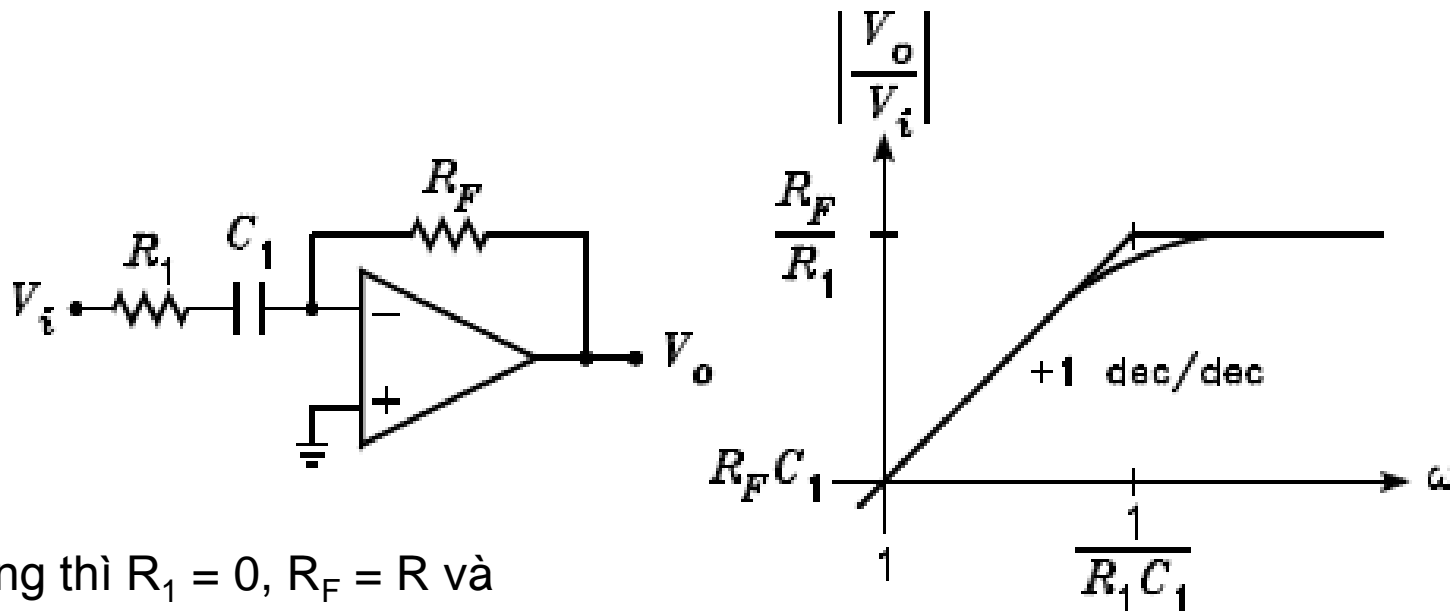 R_F
C_1
R_1
V_i
−
+
V_o
|V_o / V_i|
R_F / R_1
+1 dec/dec
R_F C_1
ω
1
1 / R_1 C_1
ng thì R₁ = 0, R_F = R và